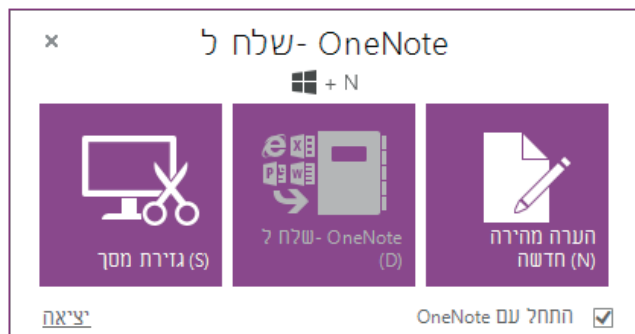 שלח ל- OneNote
+ N
הערה מהירה
חדשה (N)
שלח ל- OneNote
(D)
גזירת מסך (S)
התחל עם OneNote
יציאה